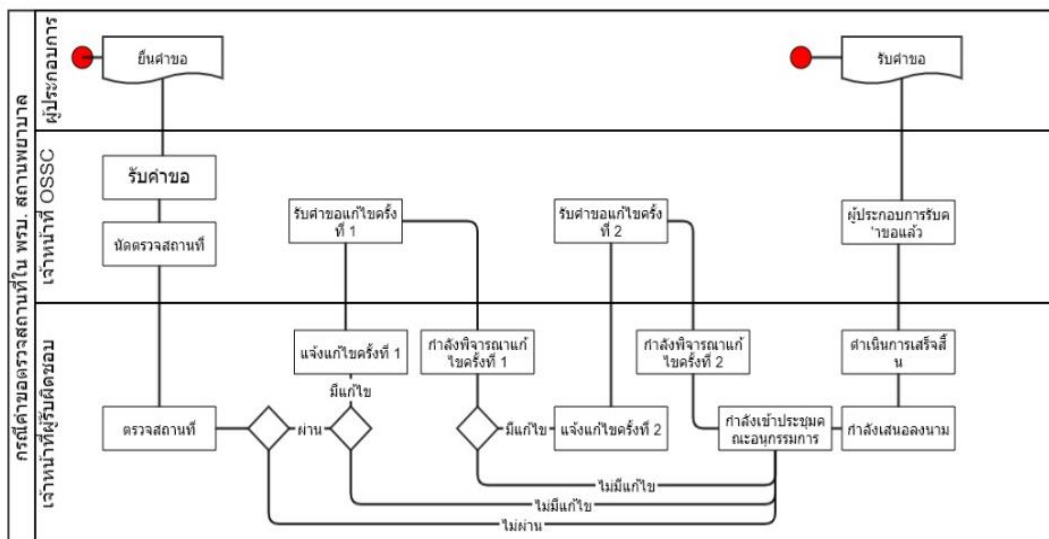 กรณีคำขอตรวจสถานที่ใน พรบ. สถานพยาบาล
ผู้ประกอบการ
ยื่นคำขอ
รับคำขอ
เจ้าหน้าที่ OSSC
รับคำขอ
นัดตรวจสถานที่
รับคำขอแก้ไขครั้ง
ที่ 1
รับคำขอแก้ไขครั้ง
ที่ 2
ผู้ประกอบการรับค
ำขอแล้ว
เจ้าหน้าที่ผู้รับผิดชอบ
แจ้งแก้ไขครั้งที่ 1
กำลังพิจารณาแก้
ไขครั้งที่ 1
กำลังพิจารณาแก้
ไขครั้งที่ 2
ดำเนินการเสร็จสิ้
น
มีแก้ไข
ตรวจสถานที่
ผ่าน
มีแก้ไข
แจ้งแก้ไขครั้งที่ 2
กำลังเข้าประชุมค
ณะอนุกรรมการ
กำลังเสนอลงนาม
ไม่มีแก้ไข
ไม่มีแก้ไข
ไม่ผ่าน